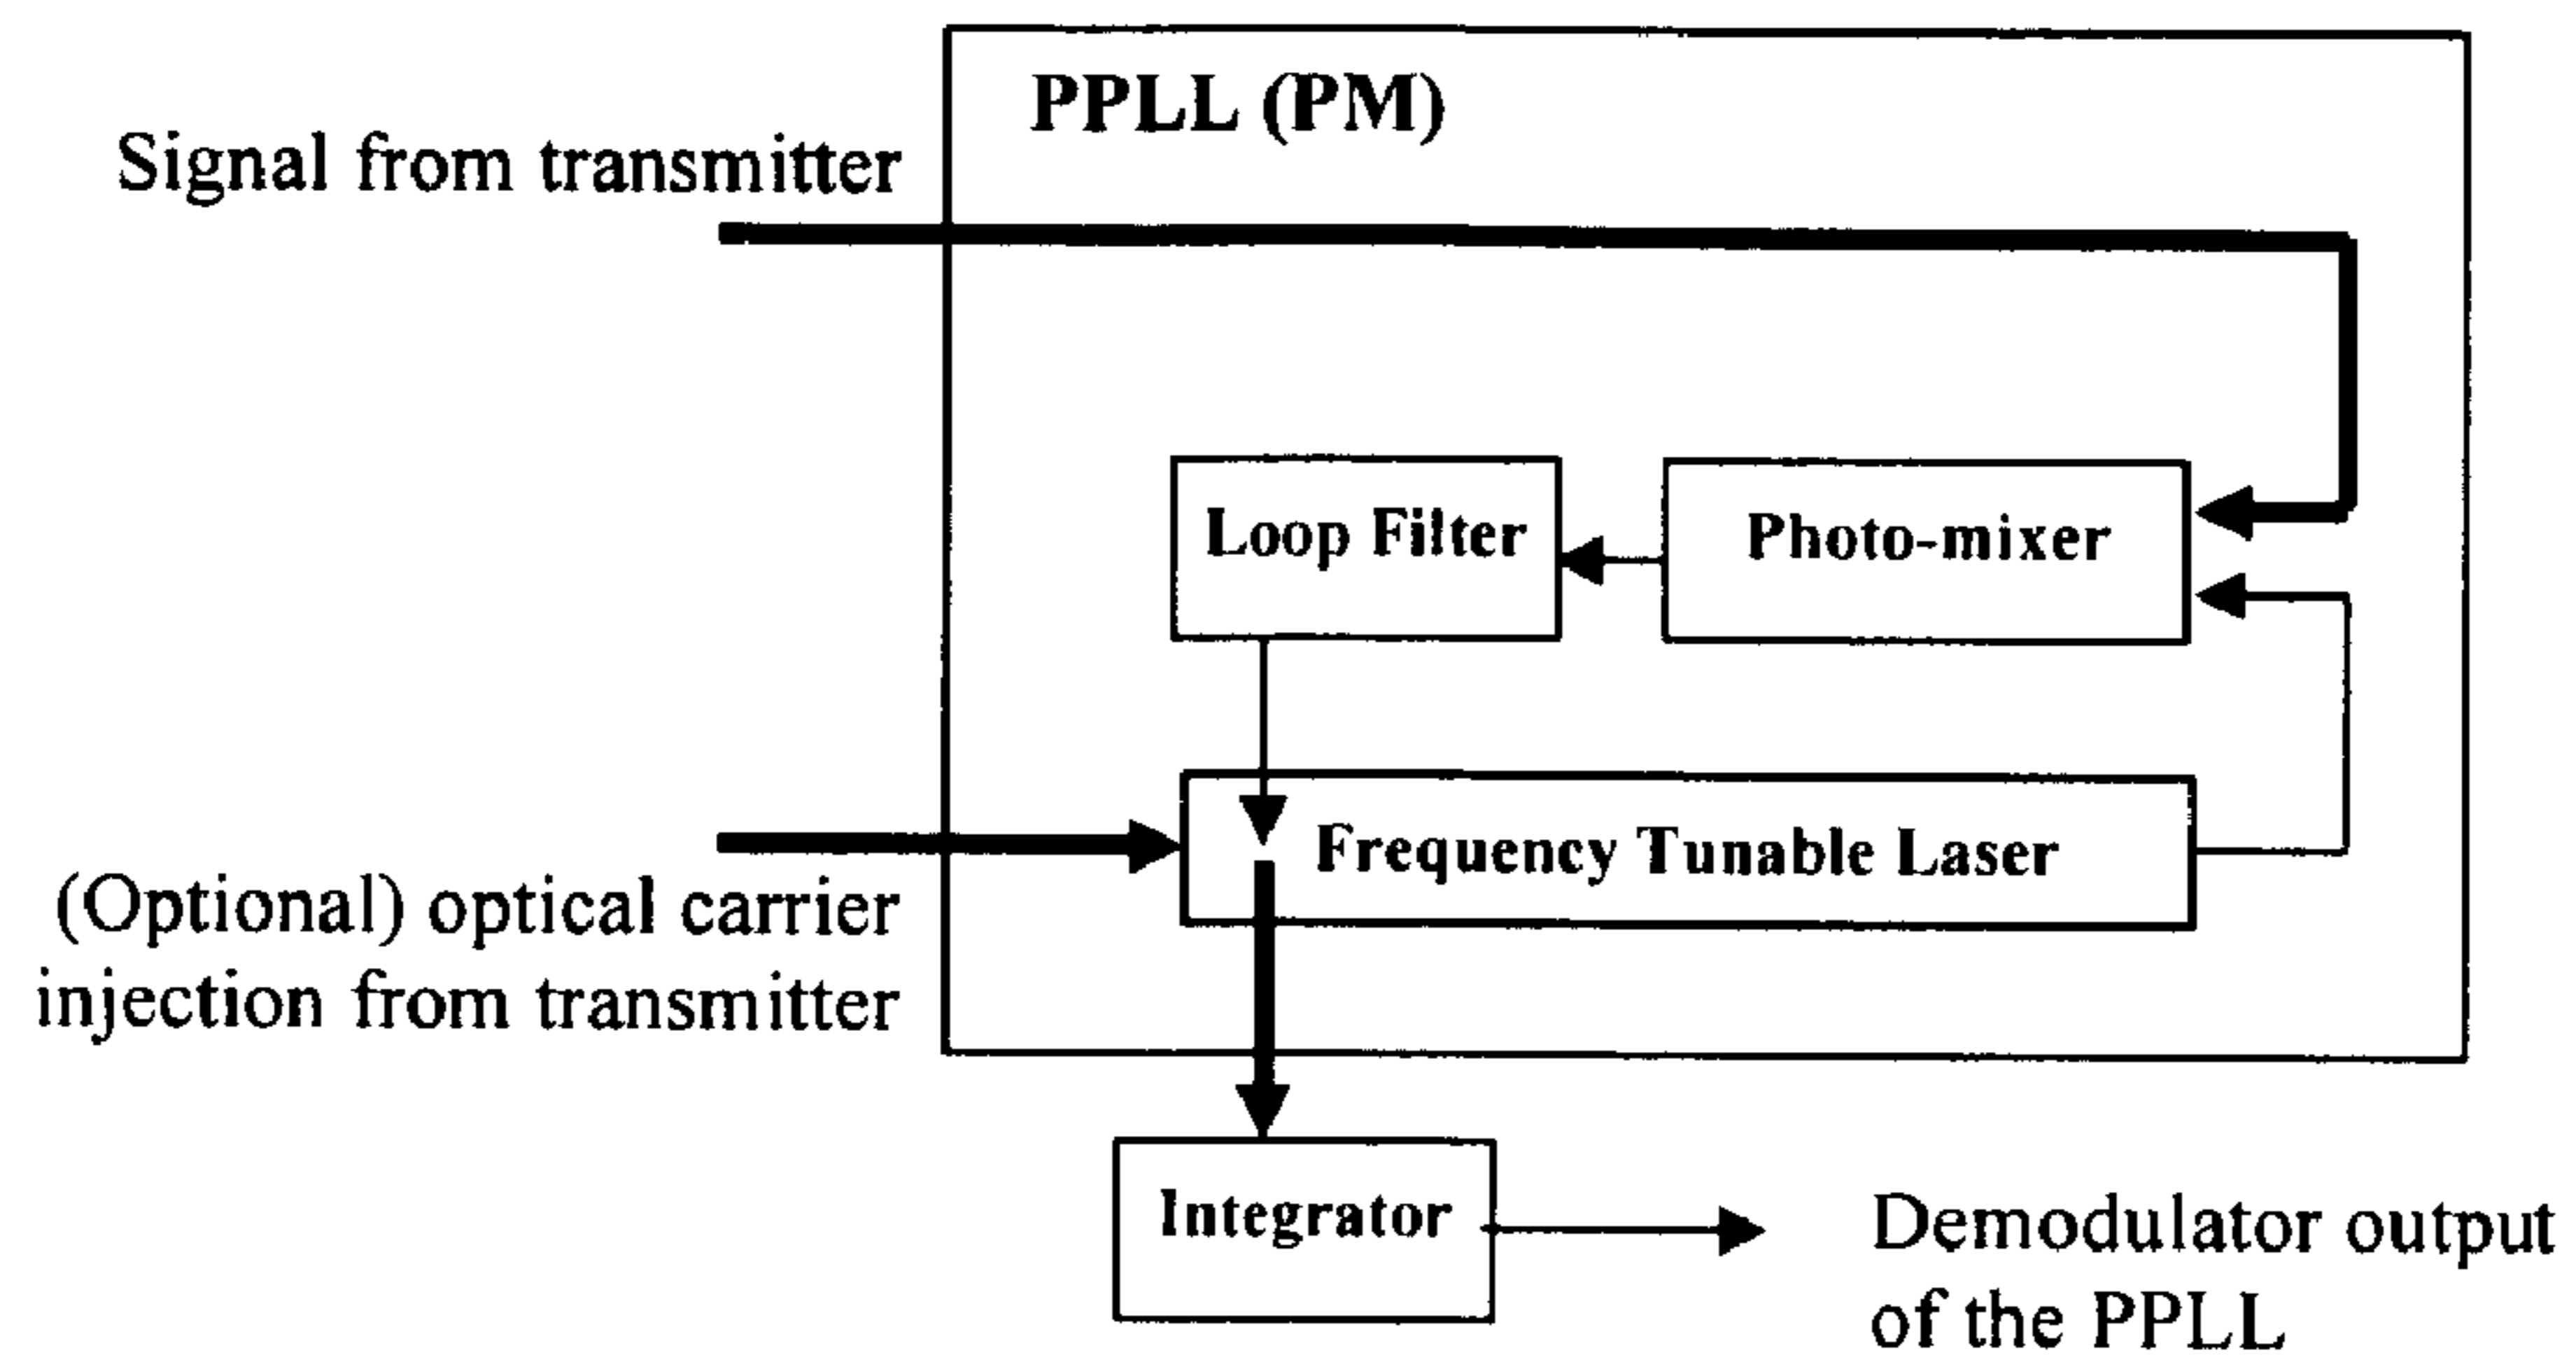 PPLL (PM)
Signal from transmitter
Loop Filter
Photo-mixer
Frequency Tunable Laser
(Optional) optical carrier
injection from transmitter
Integrator
Demodulator output
of the PPLL